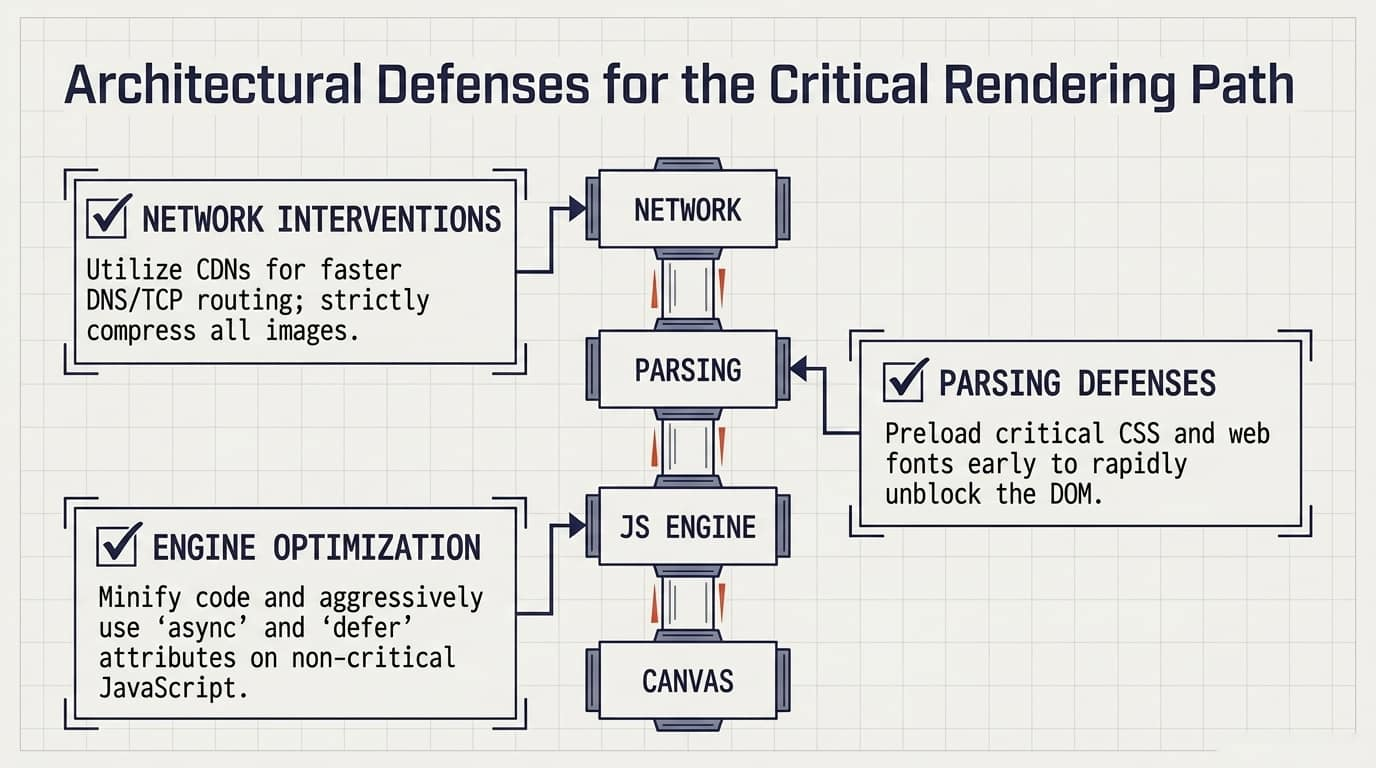 Architectural Defenses for the Critical Rendering Path
NETWORK INTERVENTIONS
Utilize CDNs for faster
DNS/TCP routing; strictly
compress all images.
NETWORK
PARSING
PARSING DEFENSES
Preload critical CSS and web
fonts early to rapidly
unblock the DOM.
ENGINE OPTIMIZATION
Minify code and aggressively
use ‘async’ and ‘defer’
attributes on non-critical
JavaScript.
JS ENGINE
CANVAS